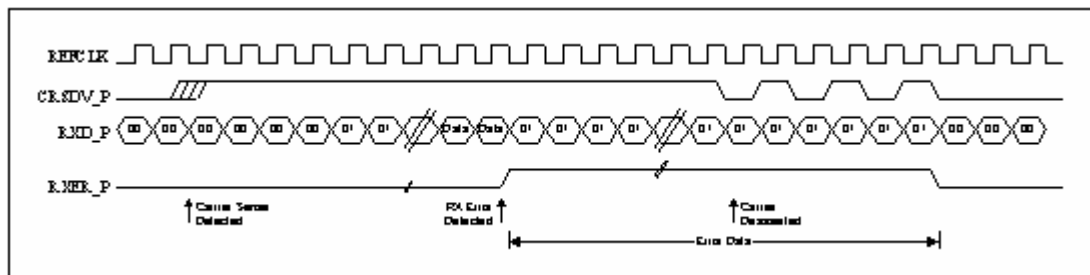 REFCLK
CRSDV_P
RXD_P 00 00 00 00 00 00 01 01 Data Data 01 01 01 01 01 01 01 01 01 01 01 00 00 00
RXER_P
Carrier Sense
Detected
RX Error
Detected
Carrier
Deasserted
Error Data